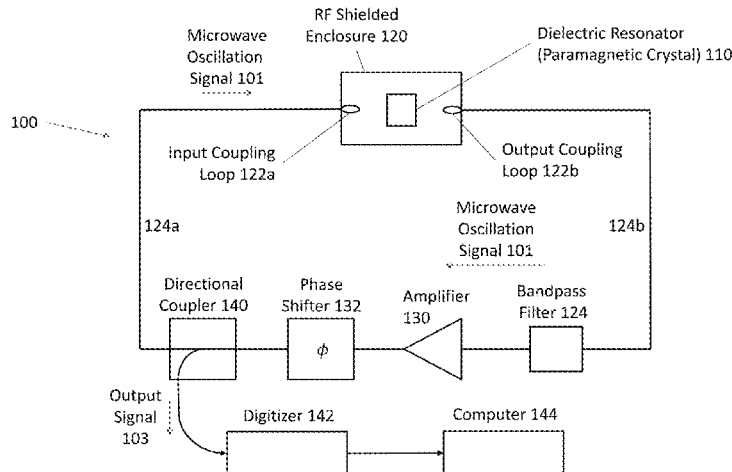 RF Shielded
Enclosure 120
Microwave
Oscillation
Signal 101
Dielectric Resonator
(Paramagnetic Crystal) 110
100
Input Coupling
Loop 122a
Output Coupling
Loop 122b
124a
Microwave
Oscillation
Signal 101
124b
Directional
Coupler 140
Phase
Shifter 132
Amplifier
130
Bandpass
Filter 124
ϕ
Output
Signal
103
Digitizer 142
Computer 144